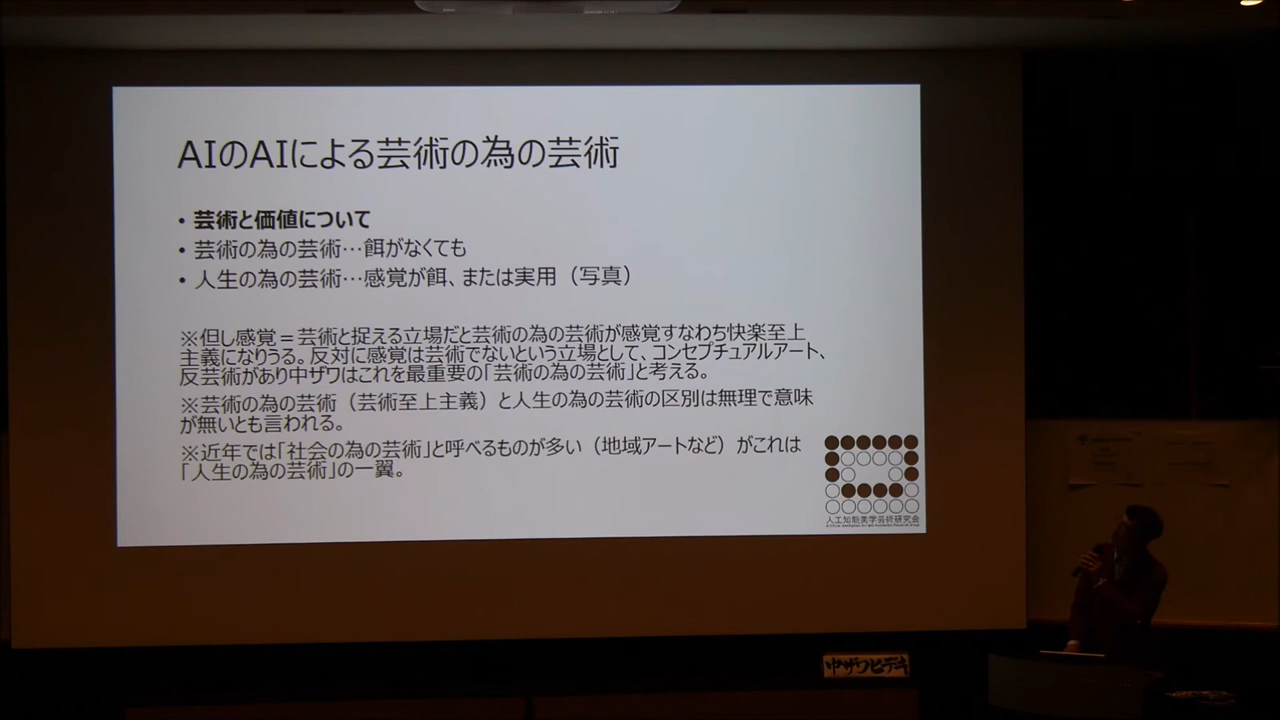 AIのAIによる芸術の為の芸術
• 芸術と価値について
• 芸術の為の芸術…餌がなくても
• 人生の為の芸術…感覚が餌、または実用（写真）
※但し感覚＝芸術と捉える立場だと芸術の為の芸術が感覚すなわち快楽至上
主義になりうる。反対に感覚は芸術でないという立場として、コンセプチュアルアート、
反芸術があり中ザワはこれを最重要の「芸術の為の芸術」と考える。
※芸術の為の芸術（芸術至上主義）と人生の為の芸術の区別は無理で意味
が無いとも言われる。
※近年では「社会の為の芸術」と呼べるものが多い（地域アートなど）がこれは
「人生の為の芸術」の一翼。
人工知能美学芸術研究会
中ザワヒデキ